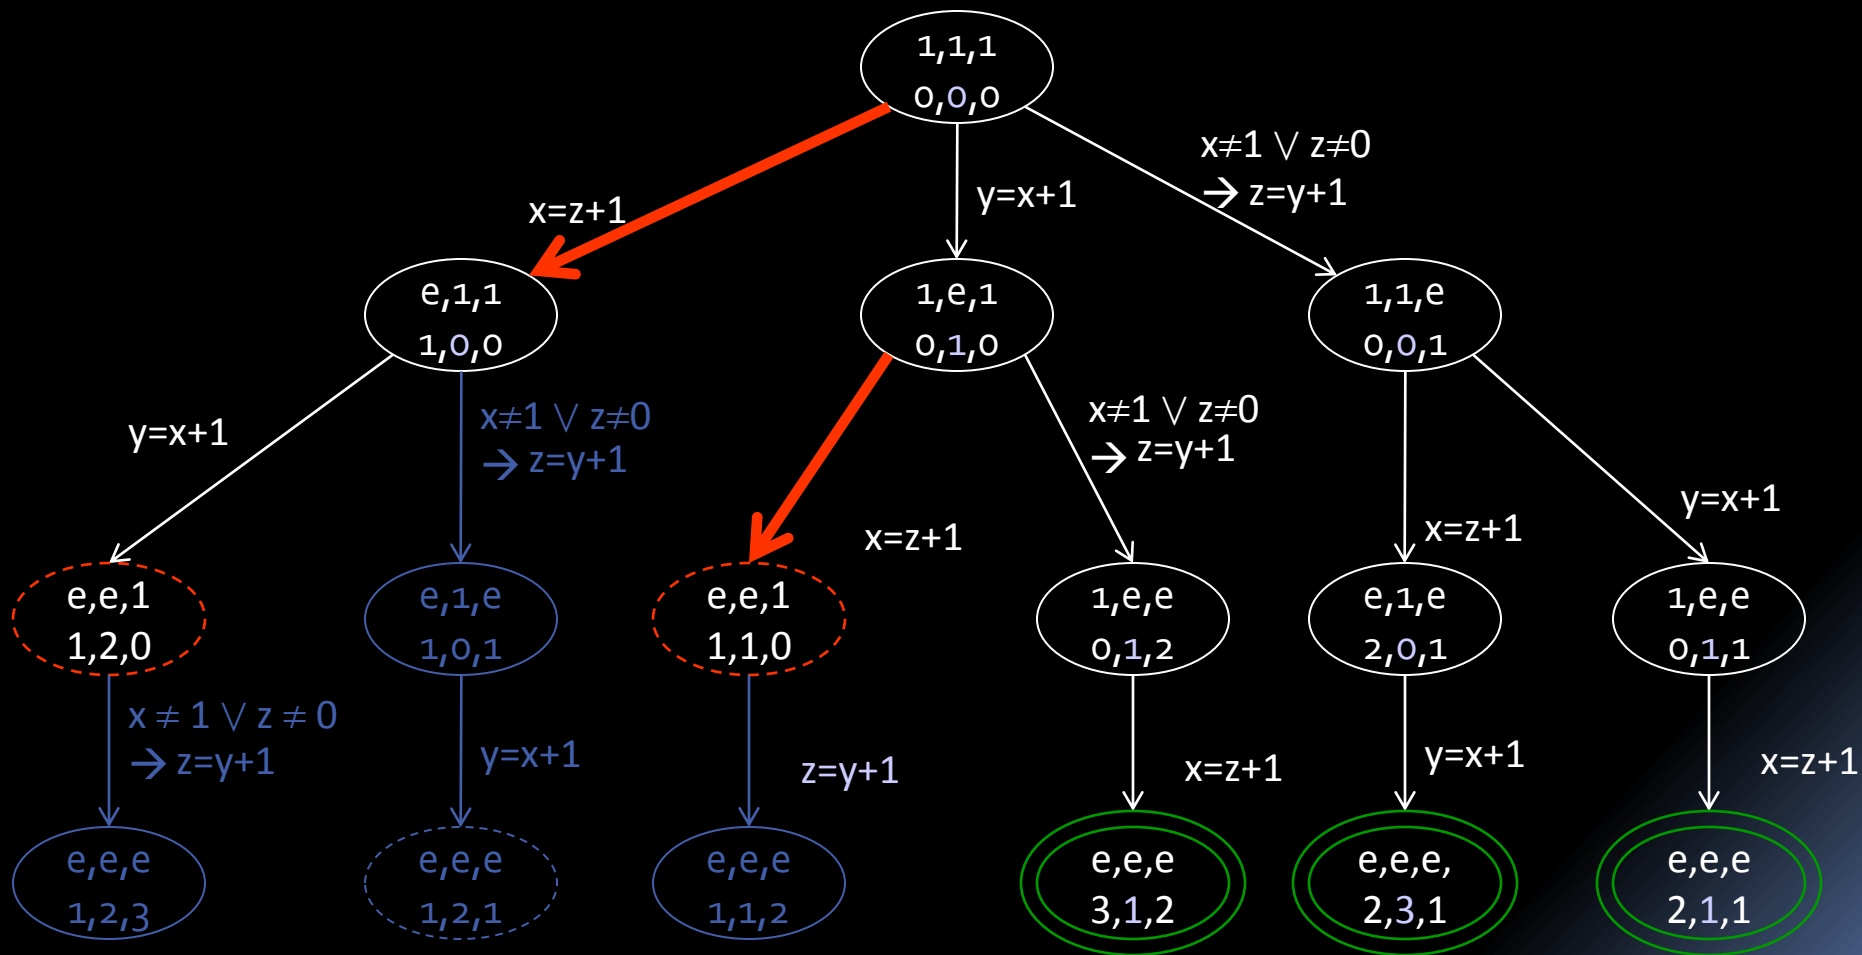 1,1,1
0,0,0
x≠1 ∨ z≠0
→ z=y+1
x=z+1
y=x+1
e,1,1
1,0,0
1,e,1
0,1,0
1,1,e
0,0,1
y=x+1
x≠1 ∨ z≠0
→ z=y+1
x=z+1
x≠1 ∨ z≠0
→ z=y+1
x=z+1
y=x+1
e,e,1
1,2,0
e,1,e
1,0,1
e,e,1
1,1,0
1,e,e
0,1,2
e,1,e
2,0,1
1,e,e
0,1,1
x ≠ 1 ∨ z ≠ 0
→ z=y+1
y=x+1
z=y+1
x=z+1
y=x+1
x=z+1
e,e,e
1,2,3
e,e,e
1,2,1
e,e,e
1,1,2
e,e,e
3,1,2
e,e,e,
2,3,1
e,e,e
2,1,1